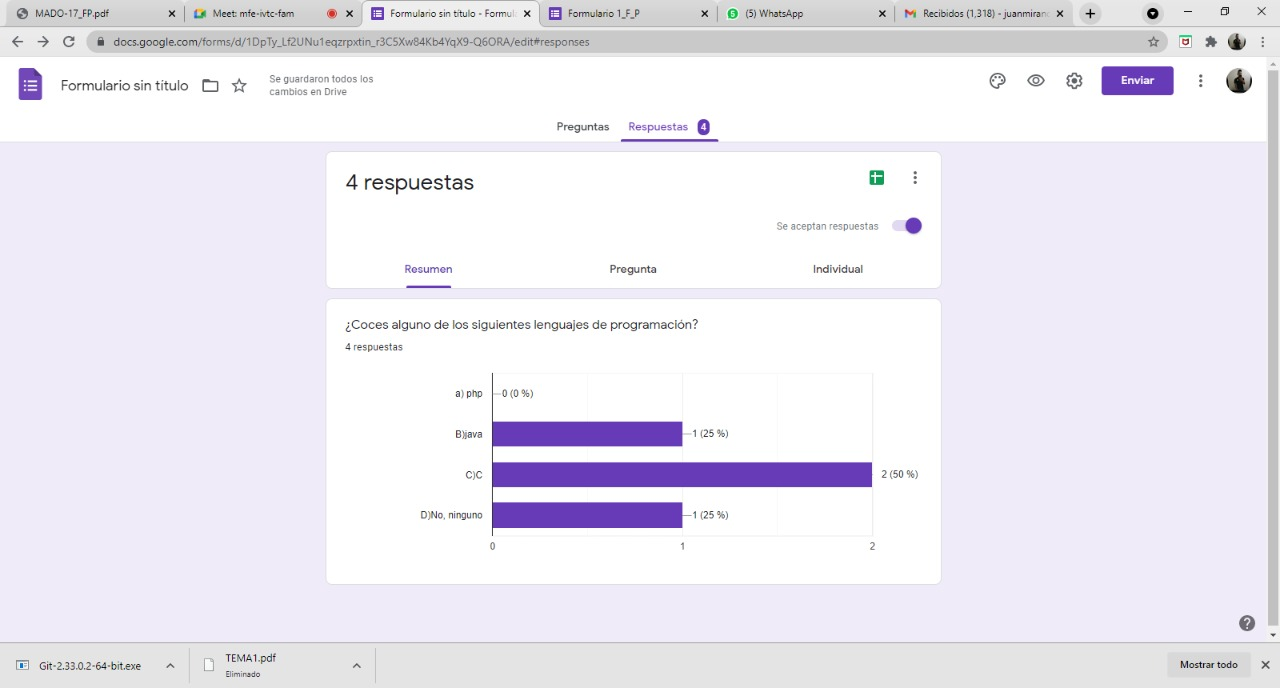 MADO-17_FP.pdf
Meet: mfe-ivtc-fam
Formulario sin título - Formula
Formulario 1_F_P
(5) WhatsApp
Recibidos (1,318) - juanmiran
docs.google.com/forms/d/1DpTy_Lf2UNu1eqzrpxtin_r3C5Xw84Kb4YqX9-Q6ORA/edit#responses
Formulario sin título
Se guardaron todos los
cambios en Drive
Enviar
Preguntas
Respuestas 4
4 respuestas
Se aceptan respuestas
Resumen
Pregunta
Individual
¿Coces alguno de los siguientes lenguajes de programación?
4 respuestas
a) php
0 (0 %)
B)java
1 (25 %)
C)C
2 (50 %)
D)No, ninguno
1 (25 %)
0 1 2
Git-2.33.0.2-64-bit.exe
TEMA1.pdf
Eliminado
Mostrar todo